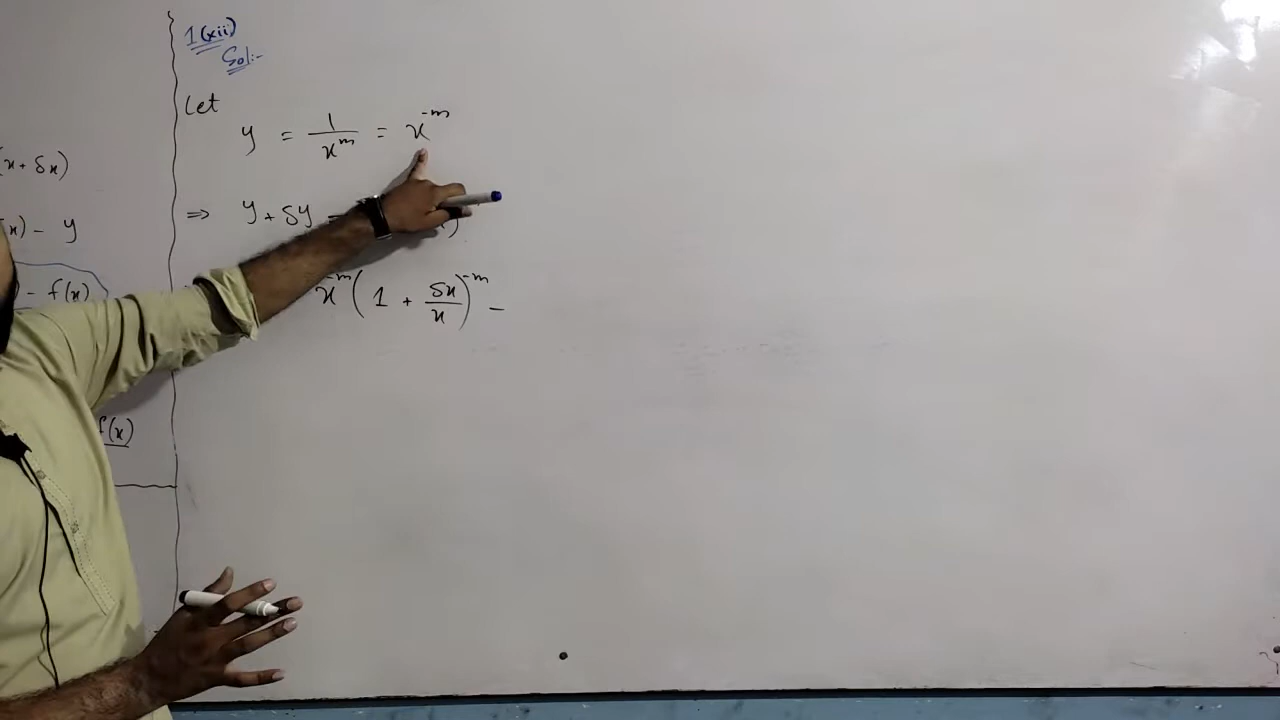 (x + δx)
x) - y
- f(x)
f(x)
1(xii)
Sol:-
Let
y = 1/x^m = x^-m
⇒ y + δy =
x^-m (1 + δx/x)^-m -